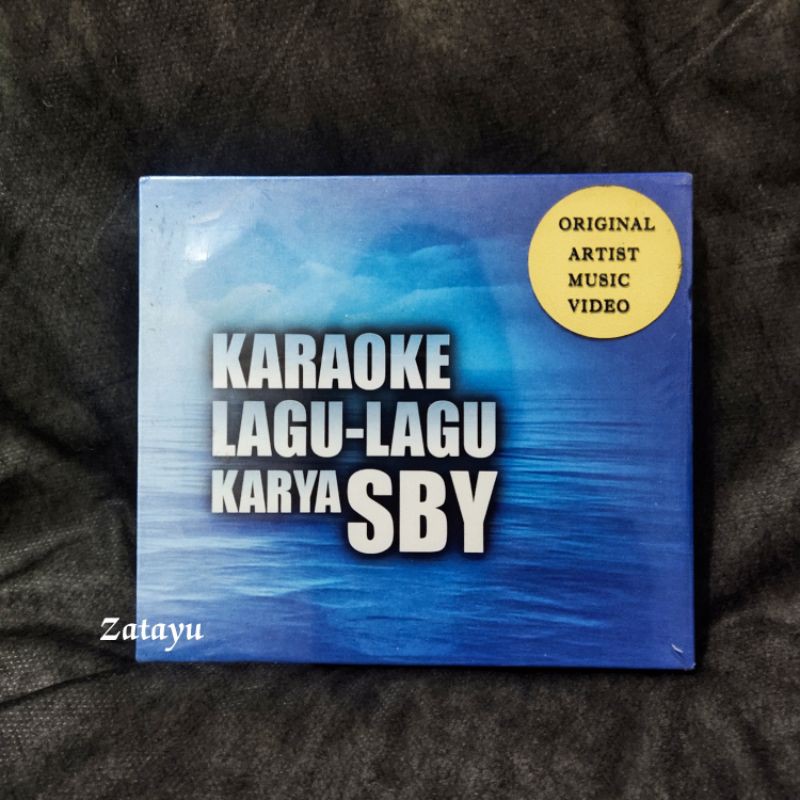 ORIGINAL
ARTIST
MUSIC
VIDEO
KARAOKE
LAGU-LAGU
KARYA SBY
Zatayu